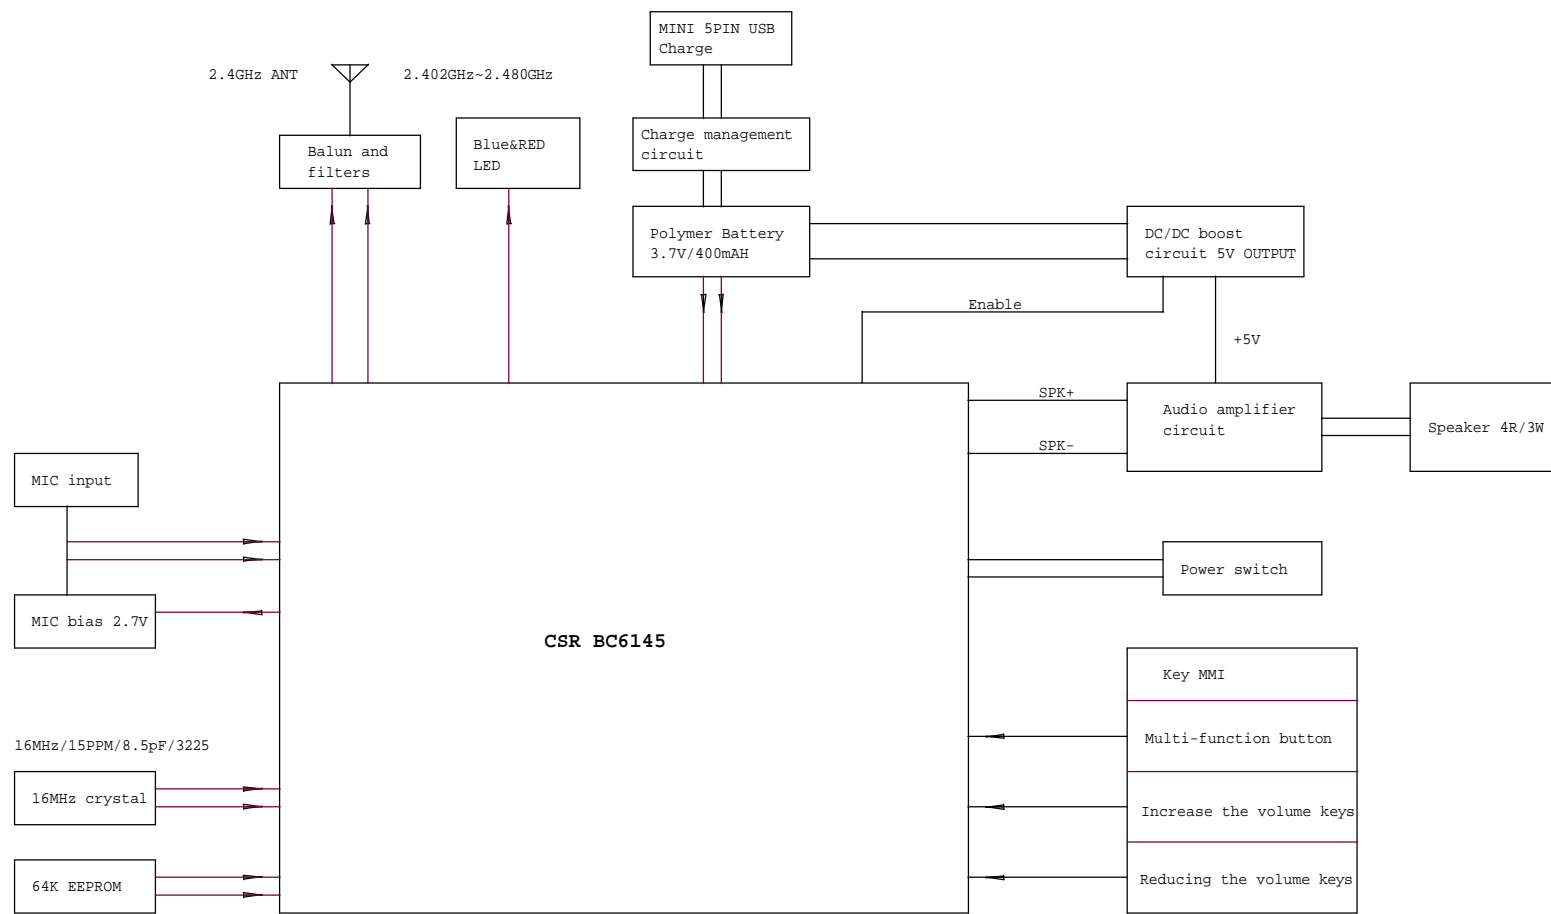 MINI 5PIN USB
Charge
2.4GHz ANT
2.402GHz~2.480GHz
Balun and
filters
Blue&RED
LED
Charge management
circuit
Polymer Battery
3.7V/400mAH
DC/DC boost
circuit 5V OUTPUT
Enable
+5V
SPK+
SPK-
Audio amplifier
circuit
Speaker 4R/3W
MIC input
MIC bias 2.7V
Power switch
CSR BC6145
Key MMI
Multi-function button
Increase the volume keys
Reducing the volume keys
16MHz/15PPM/8.5pF/3225
16MHz crystal
64K EEPROM